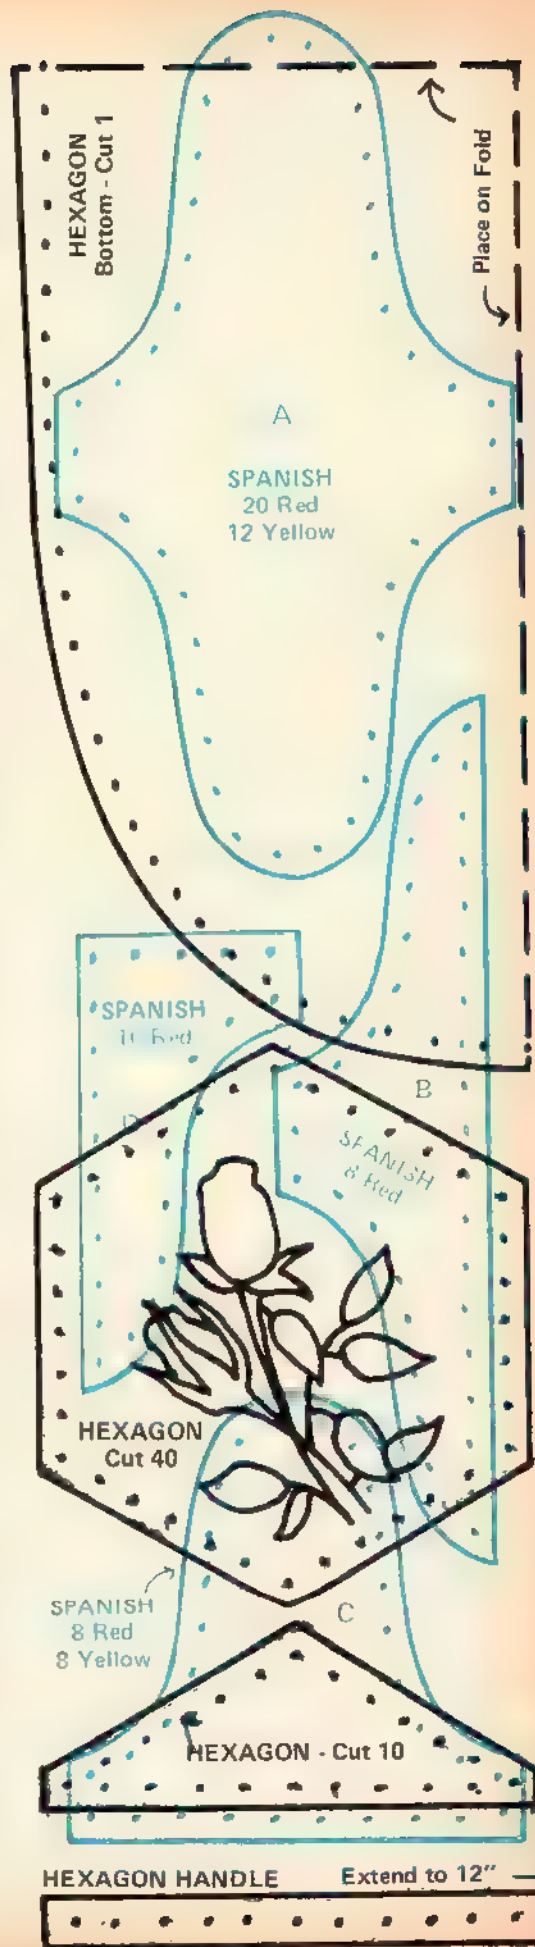 HEXAGON
Bottom - Cut 1
Place on Fold
A
SPANISH
20 Red
12 Yellow
SPANISH
Red
B
SPANISH
8 Red
HEXAGON
Cut 40
SPANISH
8 Red
8 Yellow
C
HEXAGON - Cut 10
HEXAGON HANDLE
Extend to 12"